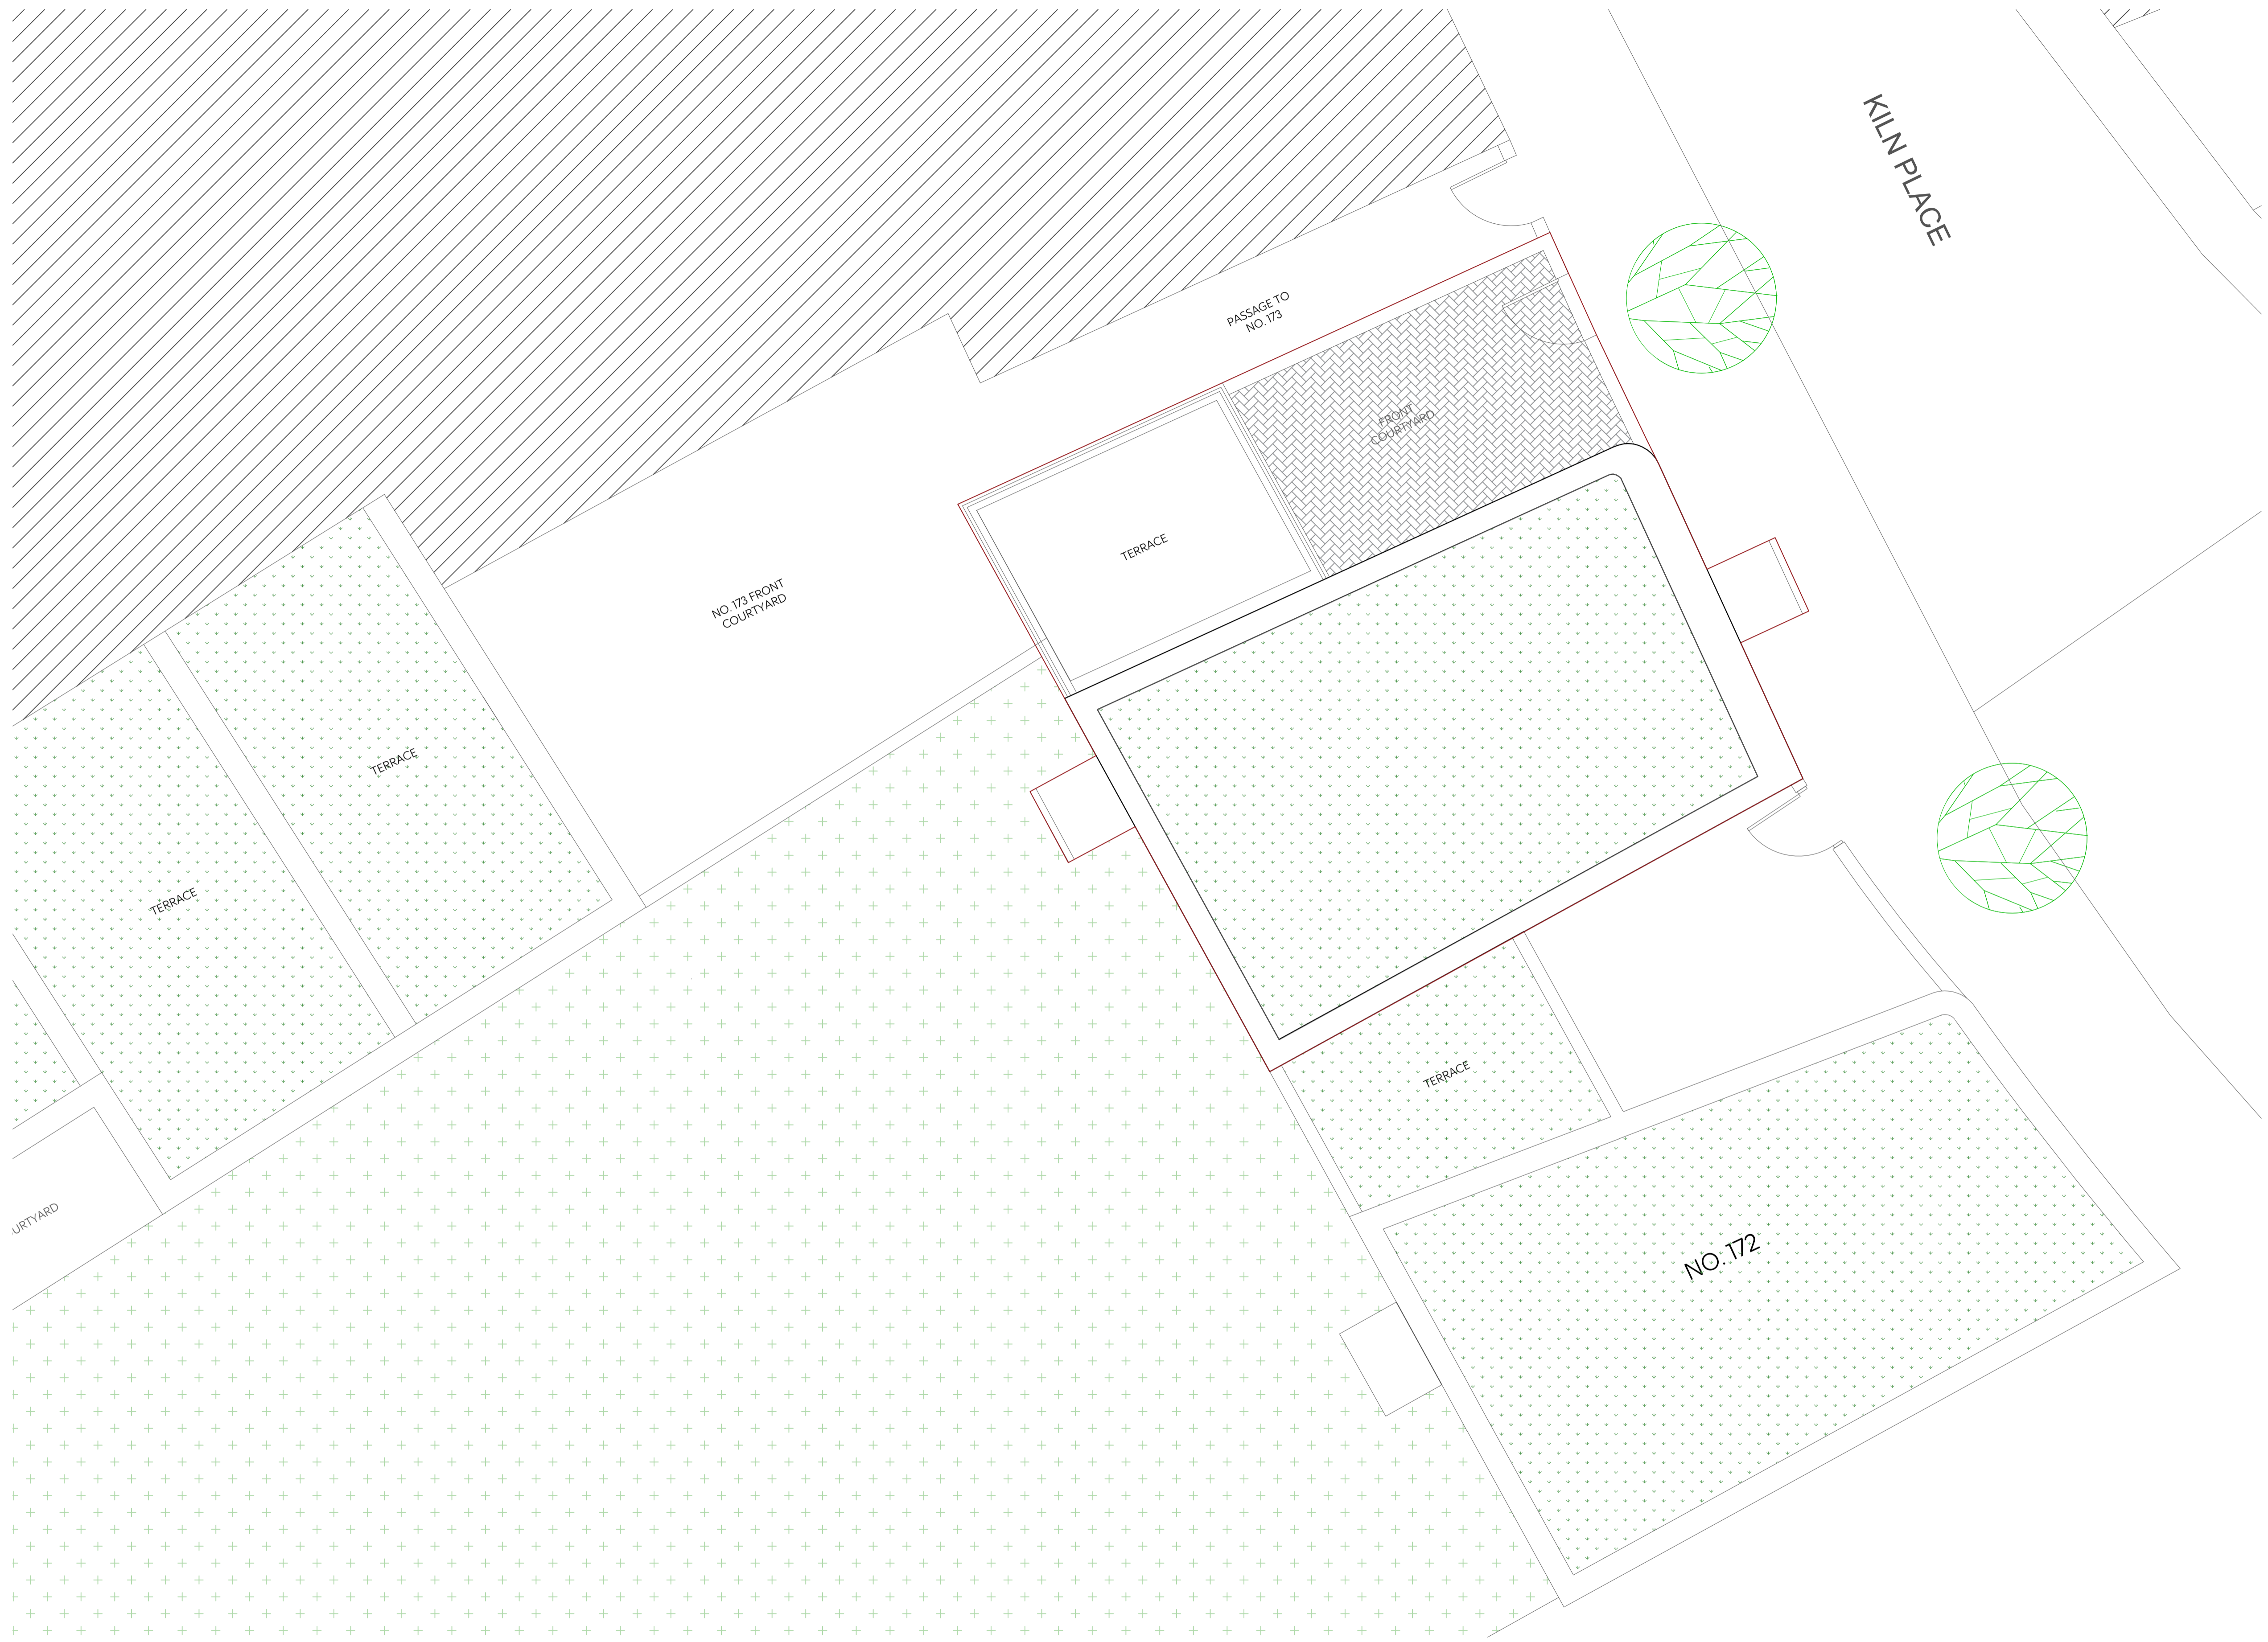 KILN PLACE
PASSAGE TO
NO. 173
FRONT
COURTYARD
TERRACE
NO. 173 FRONT
COURTYARD
TERRACE
TERRACE
TERRACE
URTYARD
NO. 172